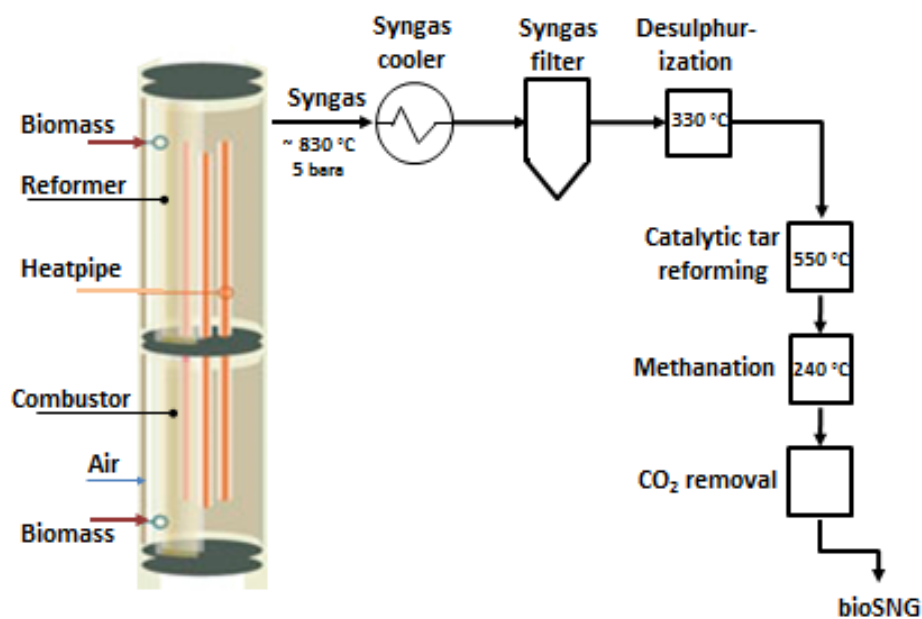 Biomass
Reformer
Heatpipe
Combustor
Air
Biomass
Syngas
~ 830 °C
5 bara
Syngas
cooler
Syngas
filter
Desulphur-
ization
330 °C
Catalytic tar
reforming
550 °C
Methanation
240 °C
CO₂ removal
bioSNG